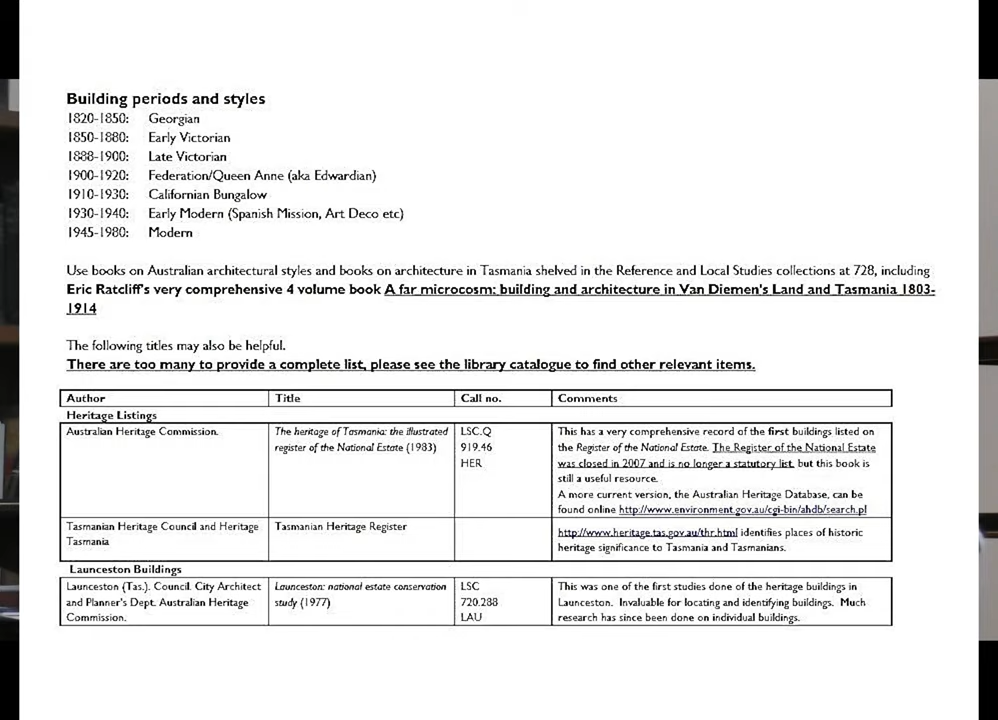 Building periods and styles
1820-1850: Georgian
1850-1880: Early Victorian
1888-1900: Late Victorian
1900-1920: Federation/Queen Anne (aka Edwardian)
1910-1930: Californian Bungalow
1930-1940: Early Modern (Spanish Mission, Art Deco etc)
1945-1980: Modern
Use books on Australian architectural styles and books on architecture in Tasmania shelved in the Reference and Local Studies collections at 728, including
Eric Ratcliff's very comprehensive 4 volume book A far microcosm: building and architecture in Van Diemen's Land and Tasmania 1803-
1914
The following titles may also be helpful.
There are too many to provide a complete list, please see the library catalogue to find other relevant items.
Author Title Call no. Comments
Heritage Listings
Australian Heritage Commission. The heritage of Tasmania: the illustrated LSC.Q This has a very comprehensive record of the first buildings listed on
register of the National Estate (1983) 919.46 the Register of the National Estate. The Register of the National Estate
HER was closed in 2007 and is no longer a statutory list, but this book is
still a useful resource.
A more current version, the Australian Heritage Database, can be
found online http://www.environment.gov.au/cgi-bin/ahdb/search.pl
Tasmanian Heritage Council and Heritage Tasmanian Heritage Register http://www.heritage.tas.gov.au/thr.html identifies places of historic
Tasmania heritage significance to Tasmania and Tasmanians.
Launceston Buildings
Launceston (Tas.). Council. City Architect Launceston: national estate conservation LSC This was one of the first studies done of the heritage buildings in
and Planner's Dept. Australian Heritage study (1977) 720.288 Launceston. Invaluable for locating and identifying buildings. Much
Commission. LAU research has since been done on individual buildings.